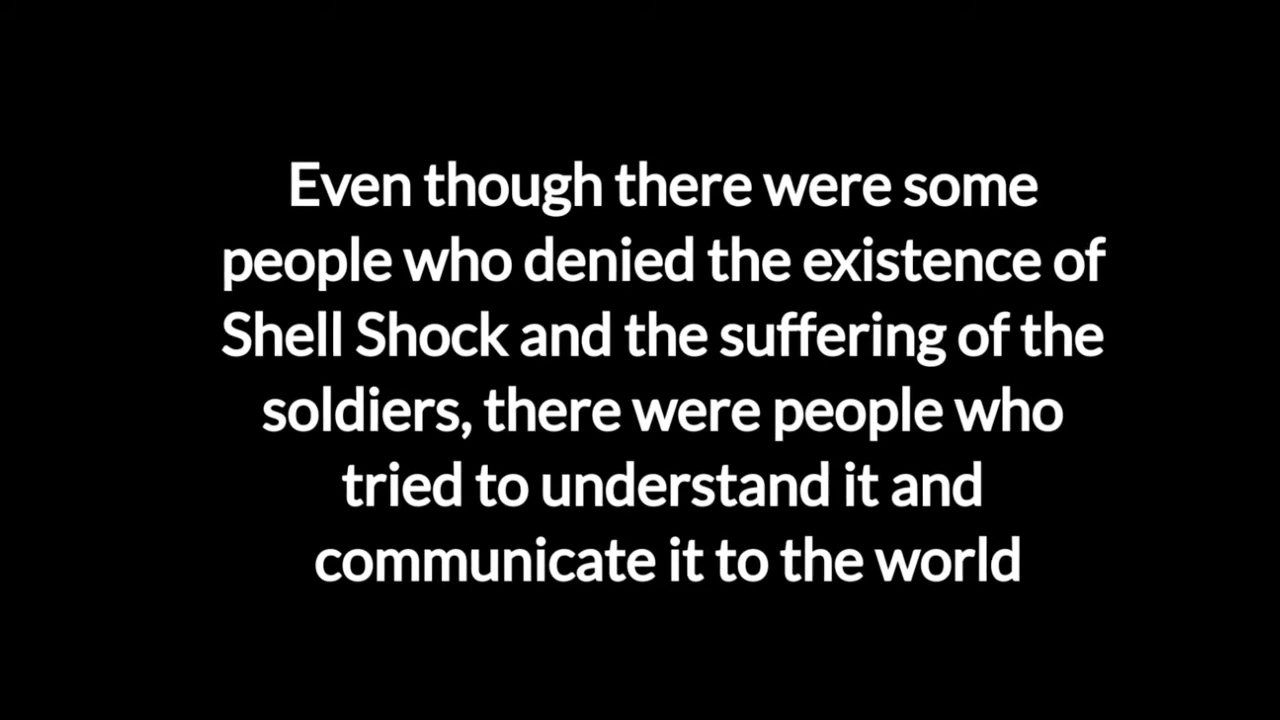 Even though there were some
people who denied the existence of
Shell Shock and the suffering of the
soldiers, there were people who
tried to understand it and
communicate it to the world